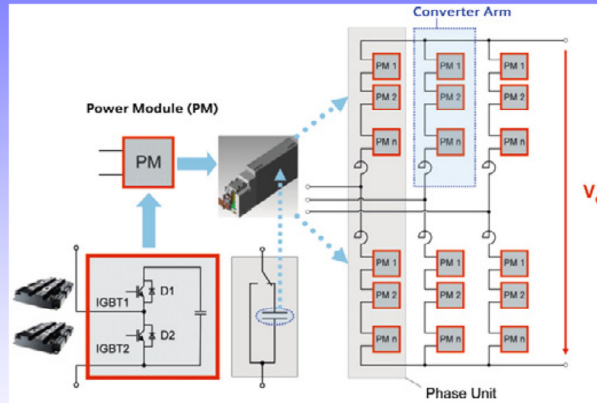 Converter Arm
PM 1
PM 1
PM 1
PM 2
PM 2
PM 2
Power Module (PM)
PM
PM n
PM n
PM n
PM 1
PM 1
PM 1
IGBT1
D1
PM 2
PM 2
PM 2
IGBT2
D2
PM n
PM n
PM n
Phase Unit